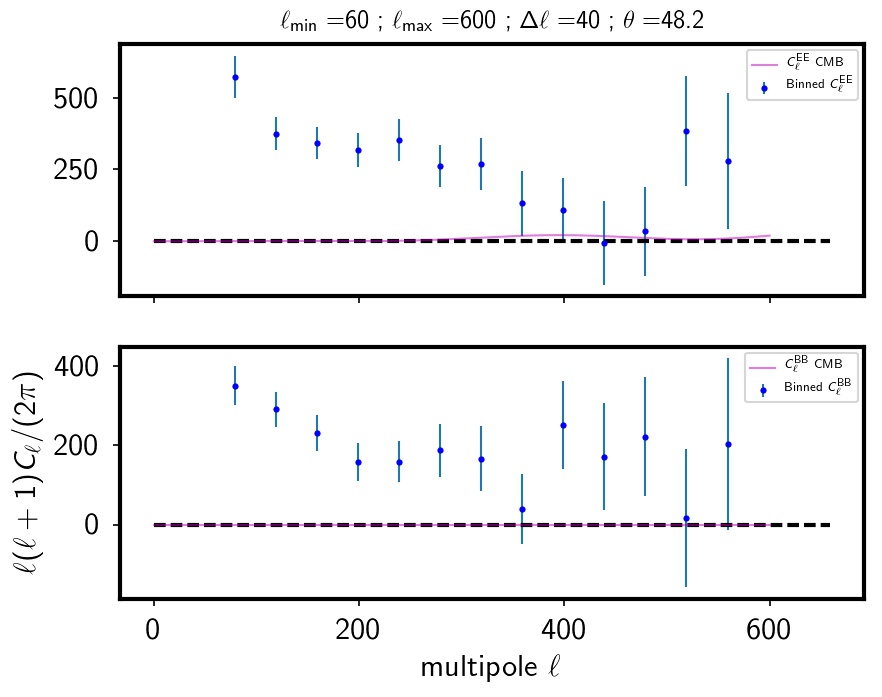 ℓmin =60 ; ℓmax =600 ; Δℓ =40 ; θ =48.2
500
250
0
C_ℓ^EE CMB
Binned C_ℓ^EE
400
200
0
C_ℓ^BB CMB
Binned C_ℓ^BB
ℓ(ℓ + 1)C_ℓ/(2π)
0 200 400 600
multipole ℓ